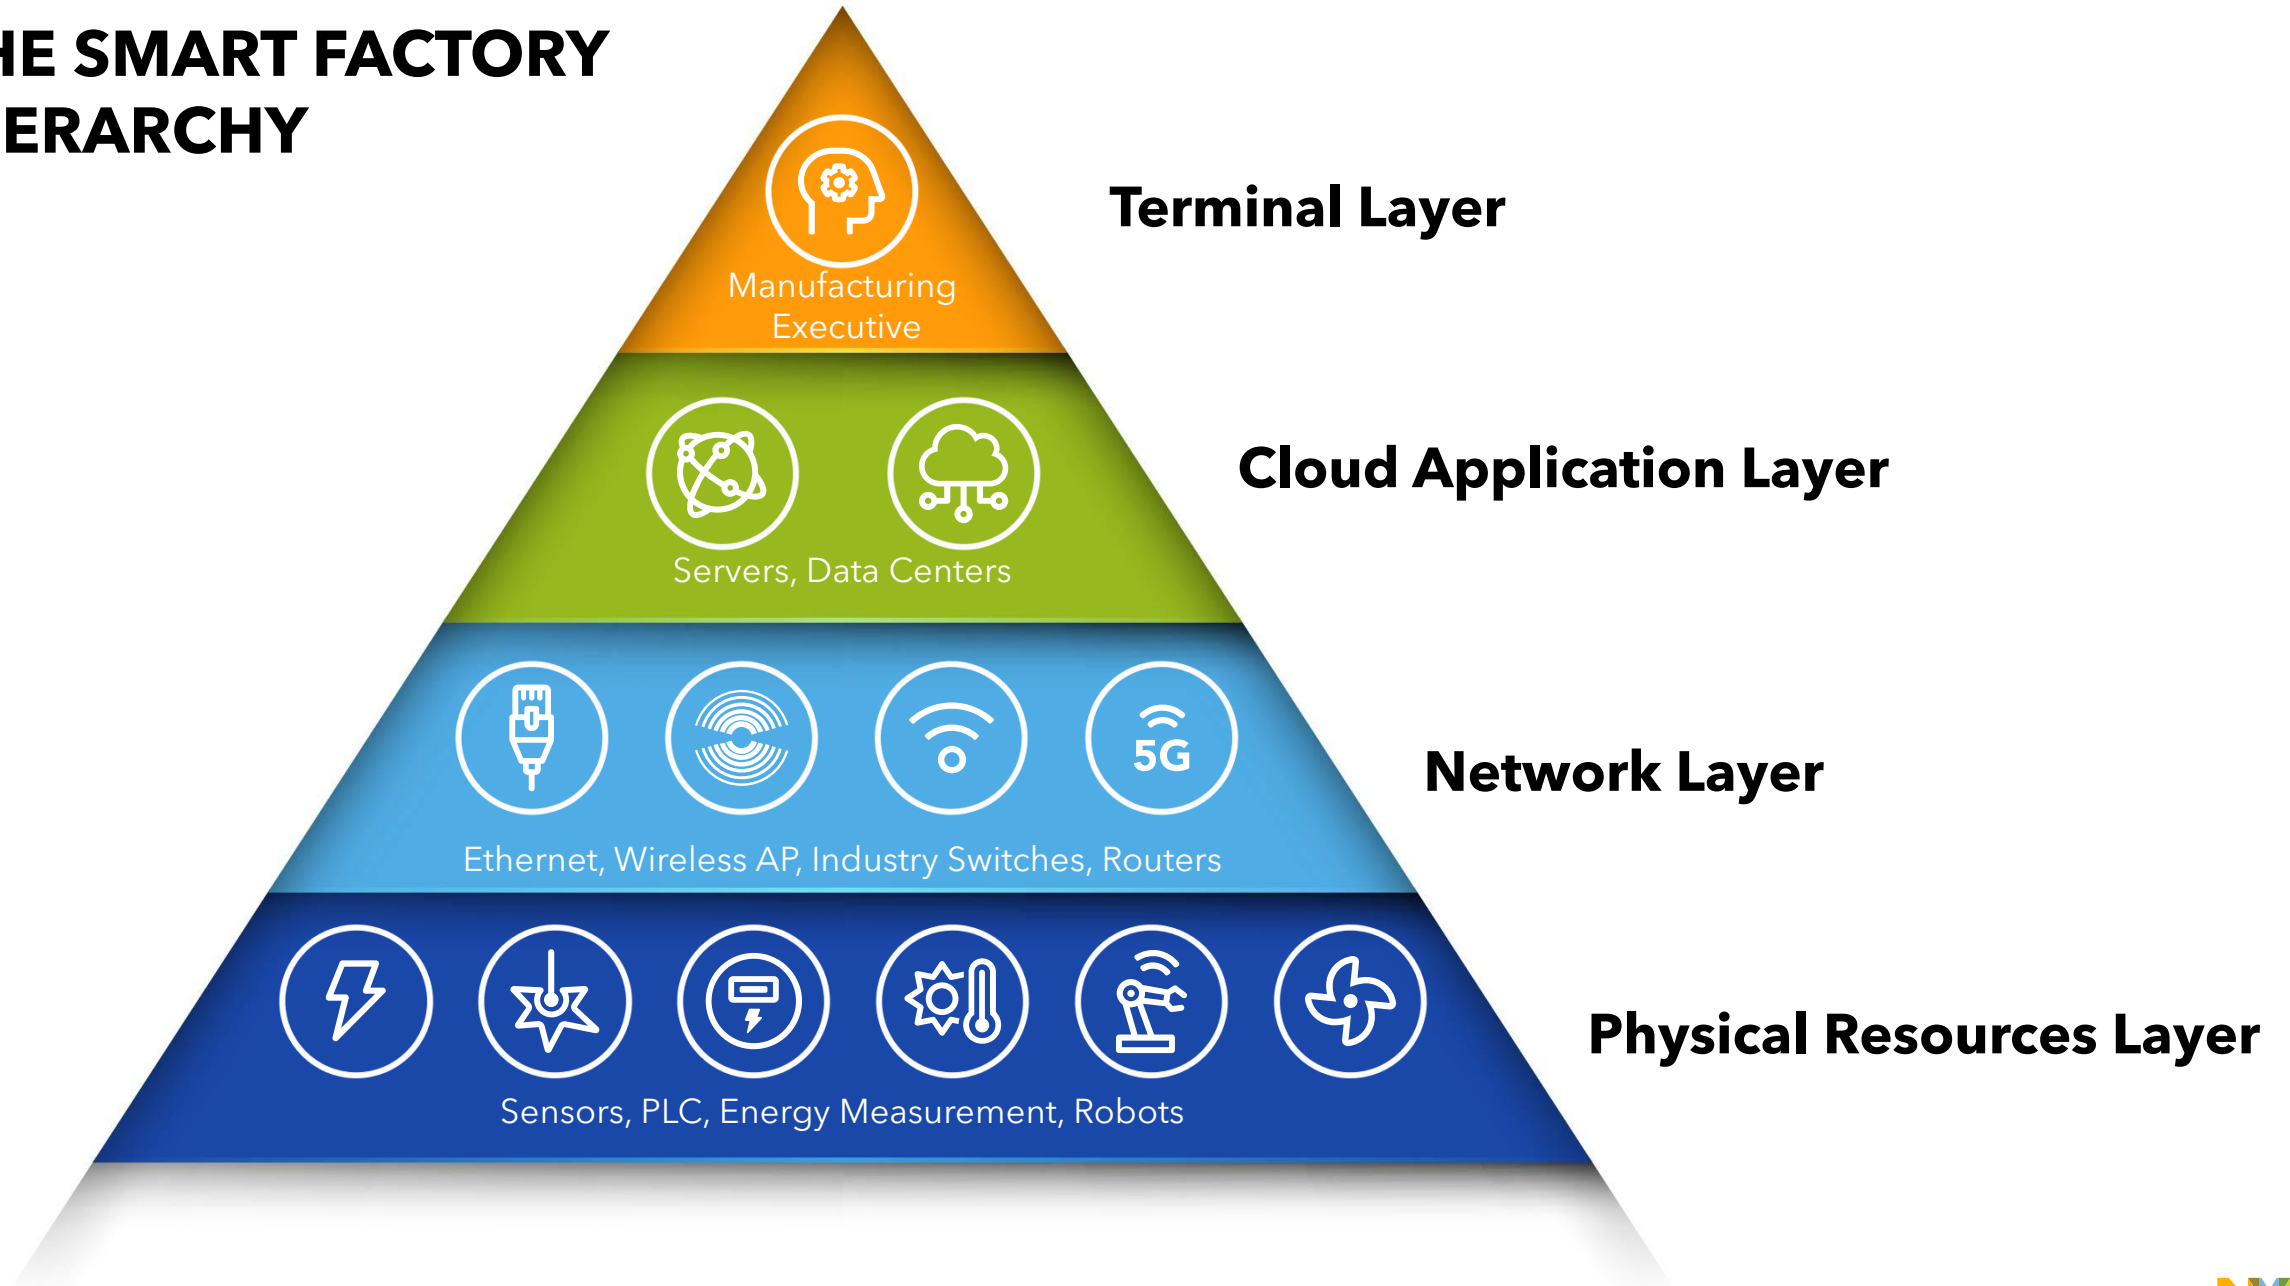 HE SMART FACTORY
ERARCHY
Manufacturing
Executive
Terminal Layer
Servers, Data Centers
Cloud Application Layer
5G
Ethernet, Wireless AP, Industry Switches, Routers
Network Layer
Sensors, PLC, Energy Measurement, Robots
Physical Resources Layer